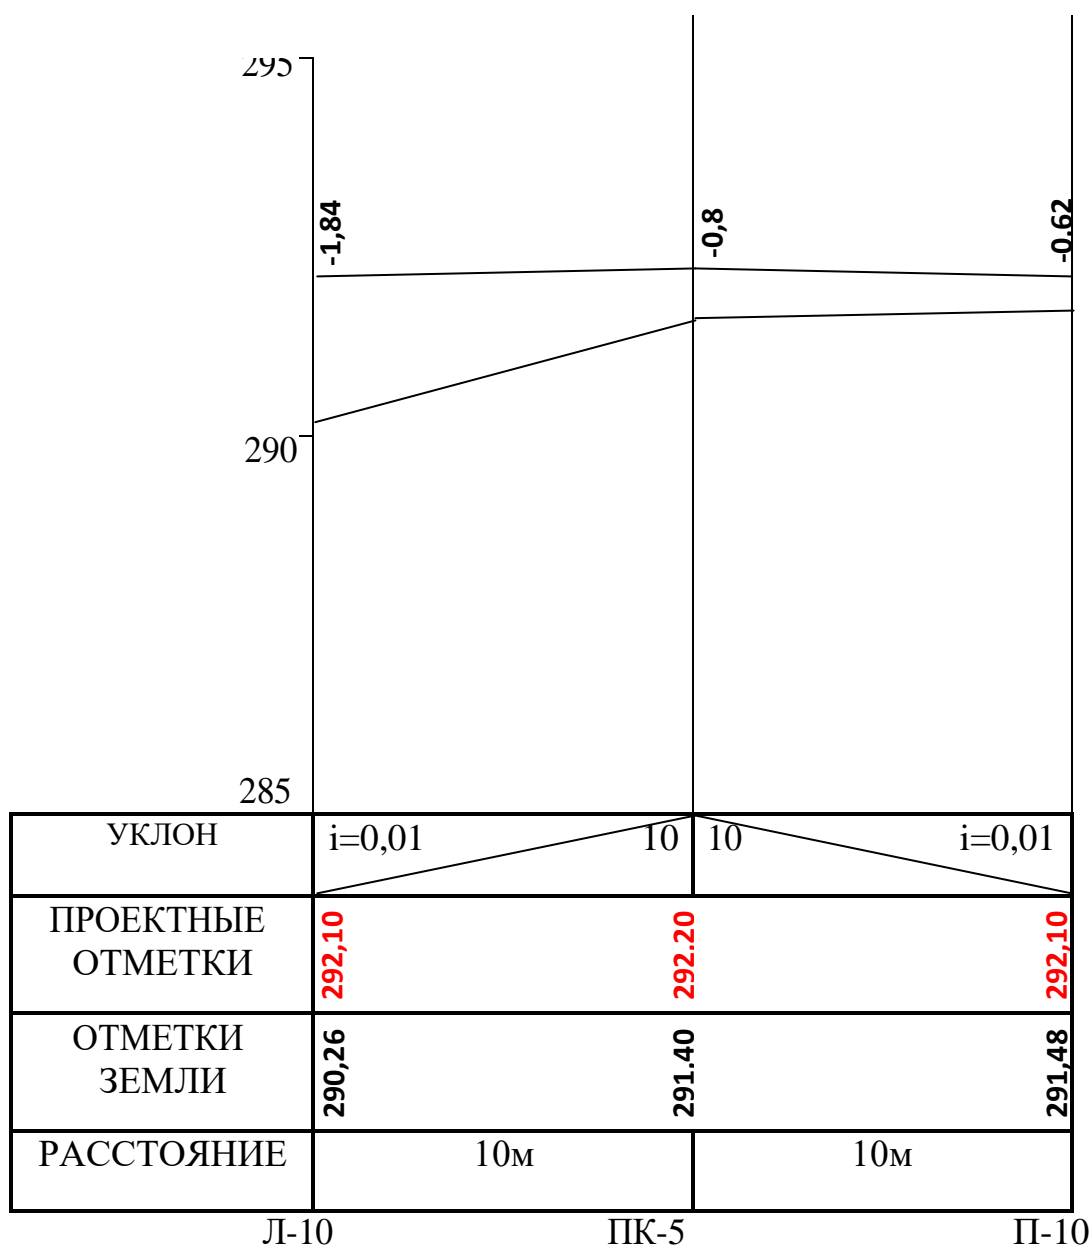 295
-1,84
-0,8
-0.62
290
285
УКЛОН
i=0,01
10
10
i=0,01
ПРОЕКТНЫЕ
ОТМЕТКИ
292,10
292.20
292,10
ОТМЕТКИ
ЗЕМЛИ
290,26
291.40
291,48
РАССТОЯНИЕ
10м
10м
Л-10
ПК-5
П-10